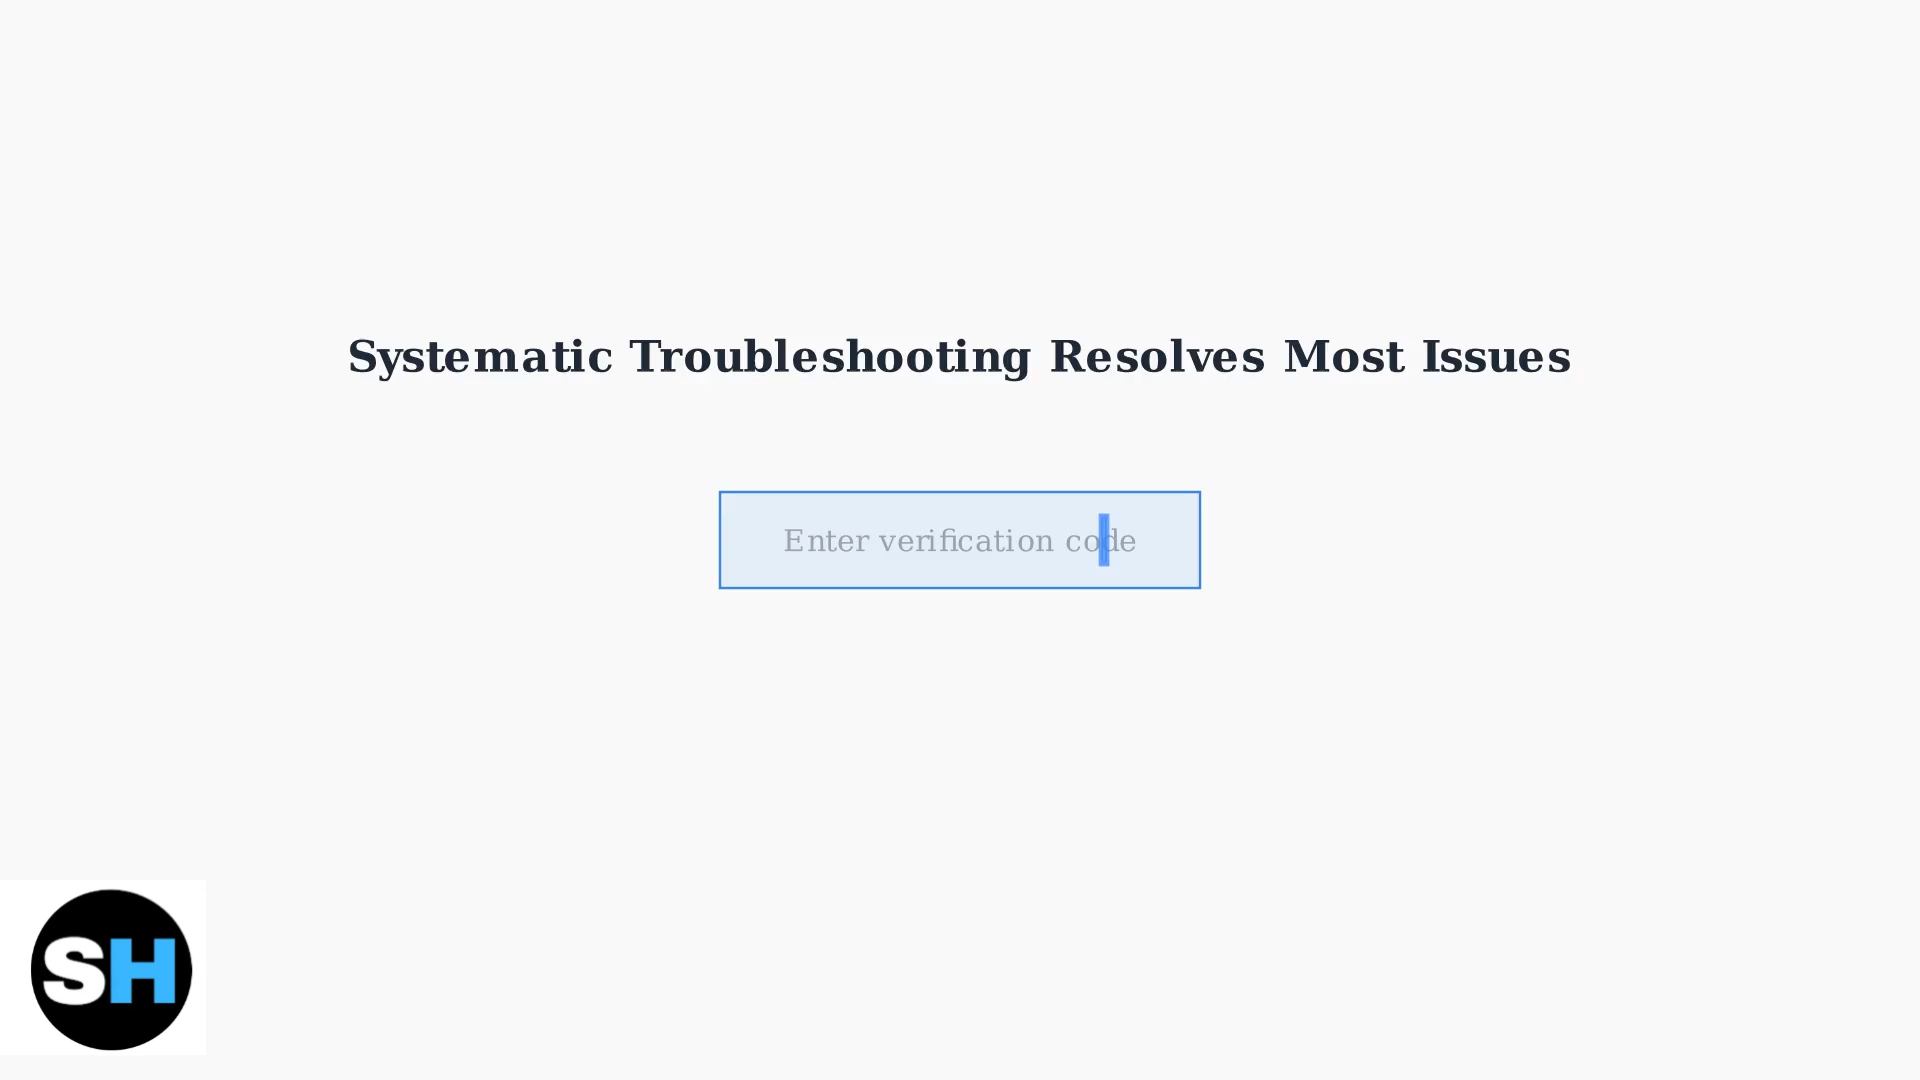 Systematic Troubleshooting Resolves Most Issues
Enter verification code
SH